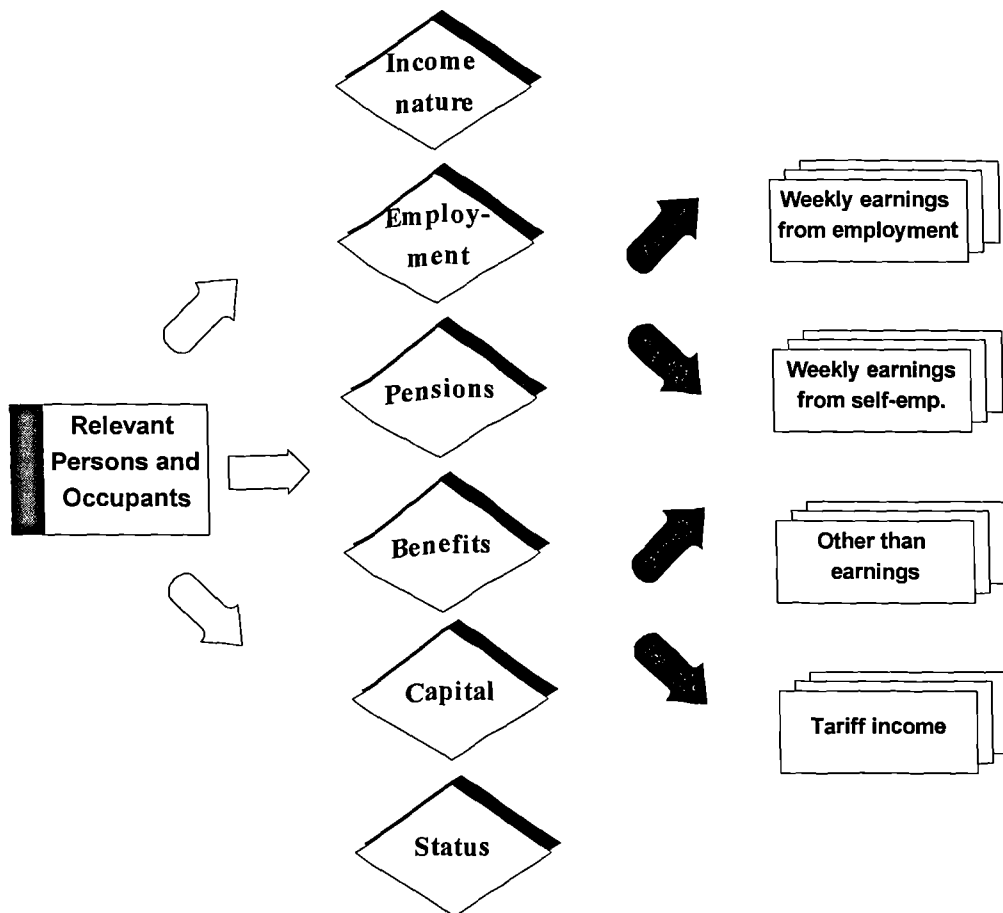 Income
nature
Employ-
ment
Pensions
Benefits
Capital
Status
Relevant
Persons and
Occupants
Weekly earnings
from employment
Weekly earnings
from self-emp.
Other than
earnings
Tariff income